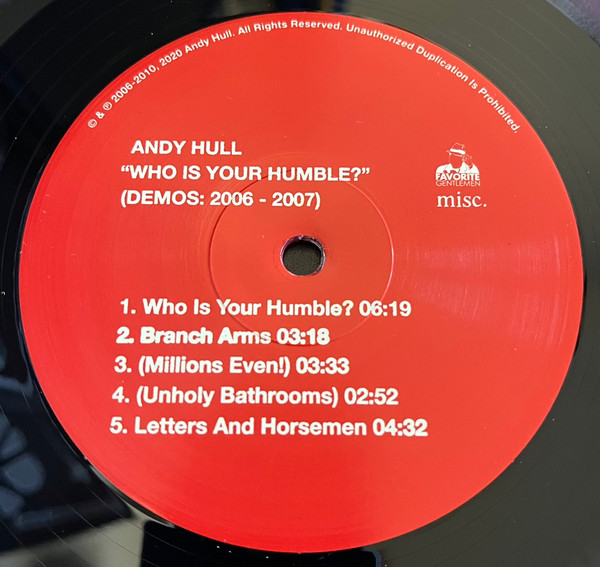 © & ℗ 2006-2010, 2020 Andy Hull. All Rights Reserved. Unauthorized Duplication Is Prohibited.
ANDY HULL
“WHO IS YOUR HUMBLE?”
(DEMOS: 2006 - 2007)
FAVORITE
GENTLEMEN
misc.
1. Who Is Your Humble? 06:19
2. Branch Arms 03:18
3. (Millions Even!) 03:33
4. (Unholy Bathrooms) 02:52
5. Letters And Horsemen 04:32